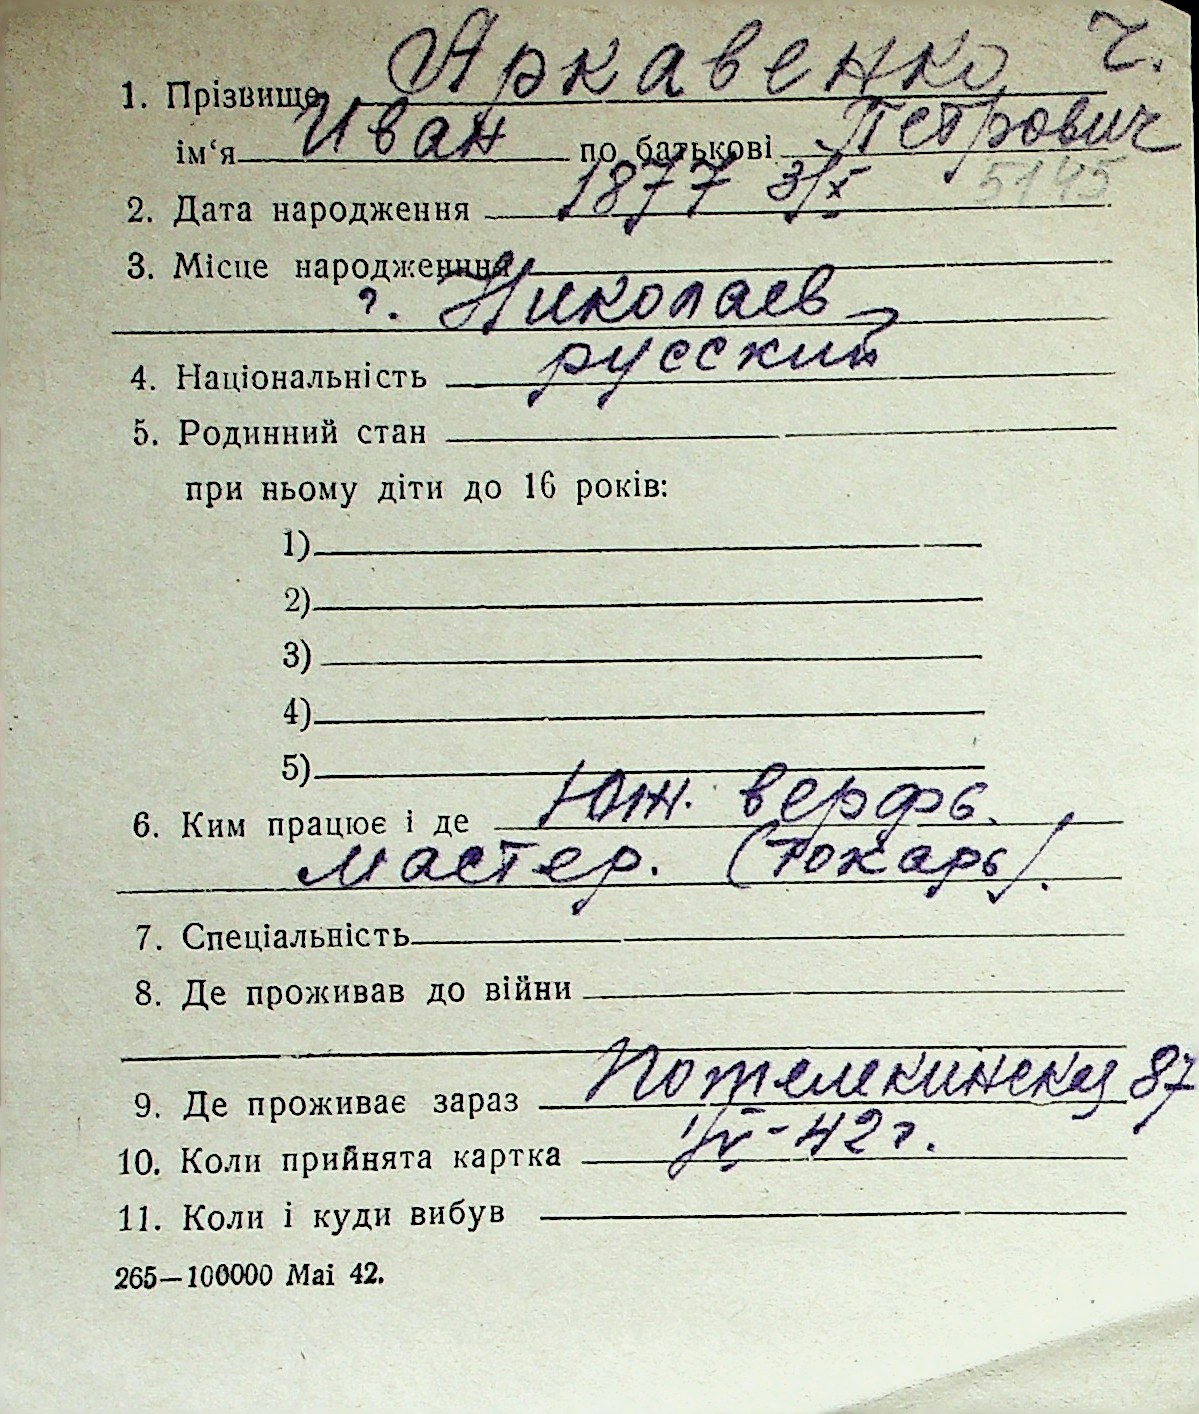 Яркавенко Ч.
1. Прізвище
Иван Петрович
ім‘я по батькові
1877 3/X 5145
2. Дата народження
3. Місце народженння
г. Николаев
русский
4. Національність
5. Родинний стан
при ньому діти до 16 років:
1)
2)
3)
4)
5)
Юж. верфь.
6. Ким працює і де
мастер. (токарь).
7. Спеціальність
8. Де проживав до війни
Потемкинская 87
9. Де проживає зараз
42 г.
10. Коли прийнята картка
11. Коли і куди вибув
265—100000 Mai 42.